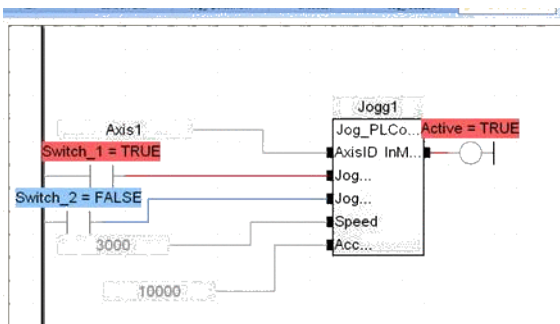 Jogg1
Axis1
Jog_PLCo...
Active = TRUE
Switch_1 = TRUE
AxisID InM...
Jog...
Switch_2 = FALSE
Jog...
Speed
3000
Acc...
10000